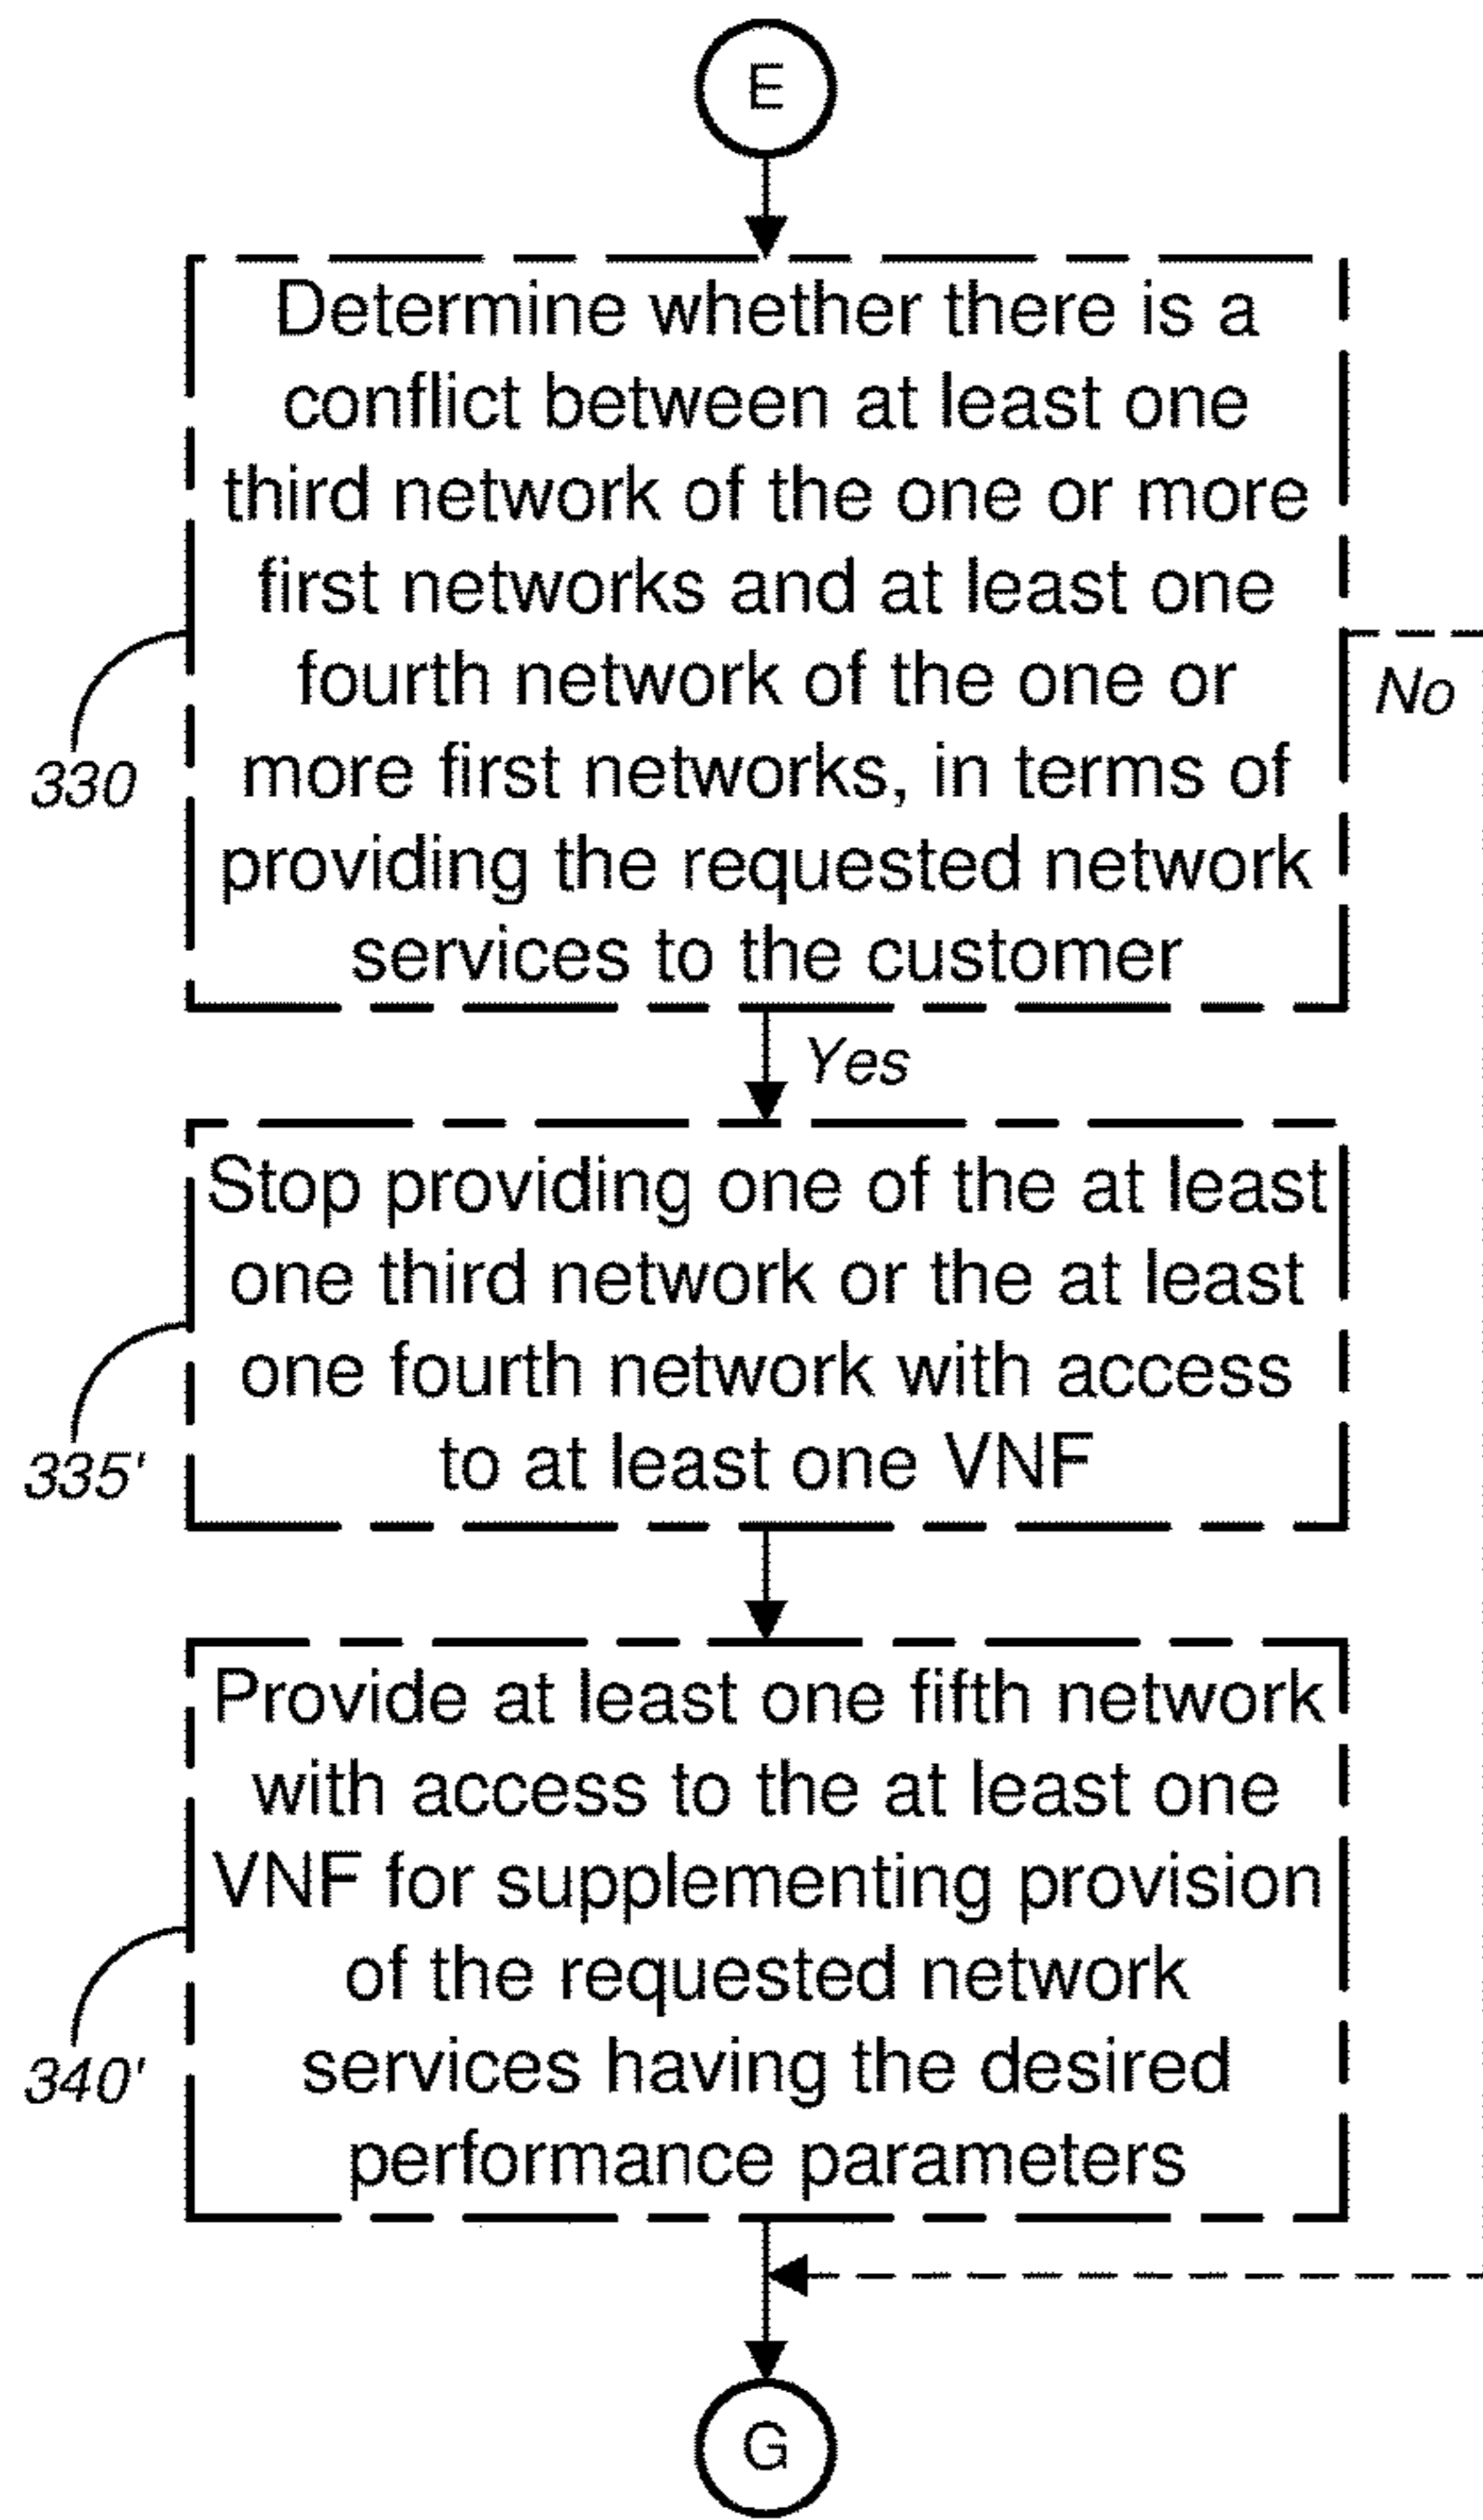 E
Determine whether there is a
conflict between at least one
third network of the one or more
first networks and at least one
fourth network of the one or
more first networks, in terms of
providing the requested network
services to the customer
330
No
Yes
Stop providing one of the at least
one third network or the at least
one fourth network with access
to at least one VNF
335'
Provide at least one fifth network
with access to the at least one
VNF for supplementing provision
of the requested network
services having the desired
performance parameters
340'
G